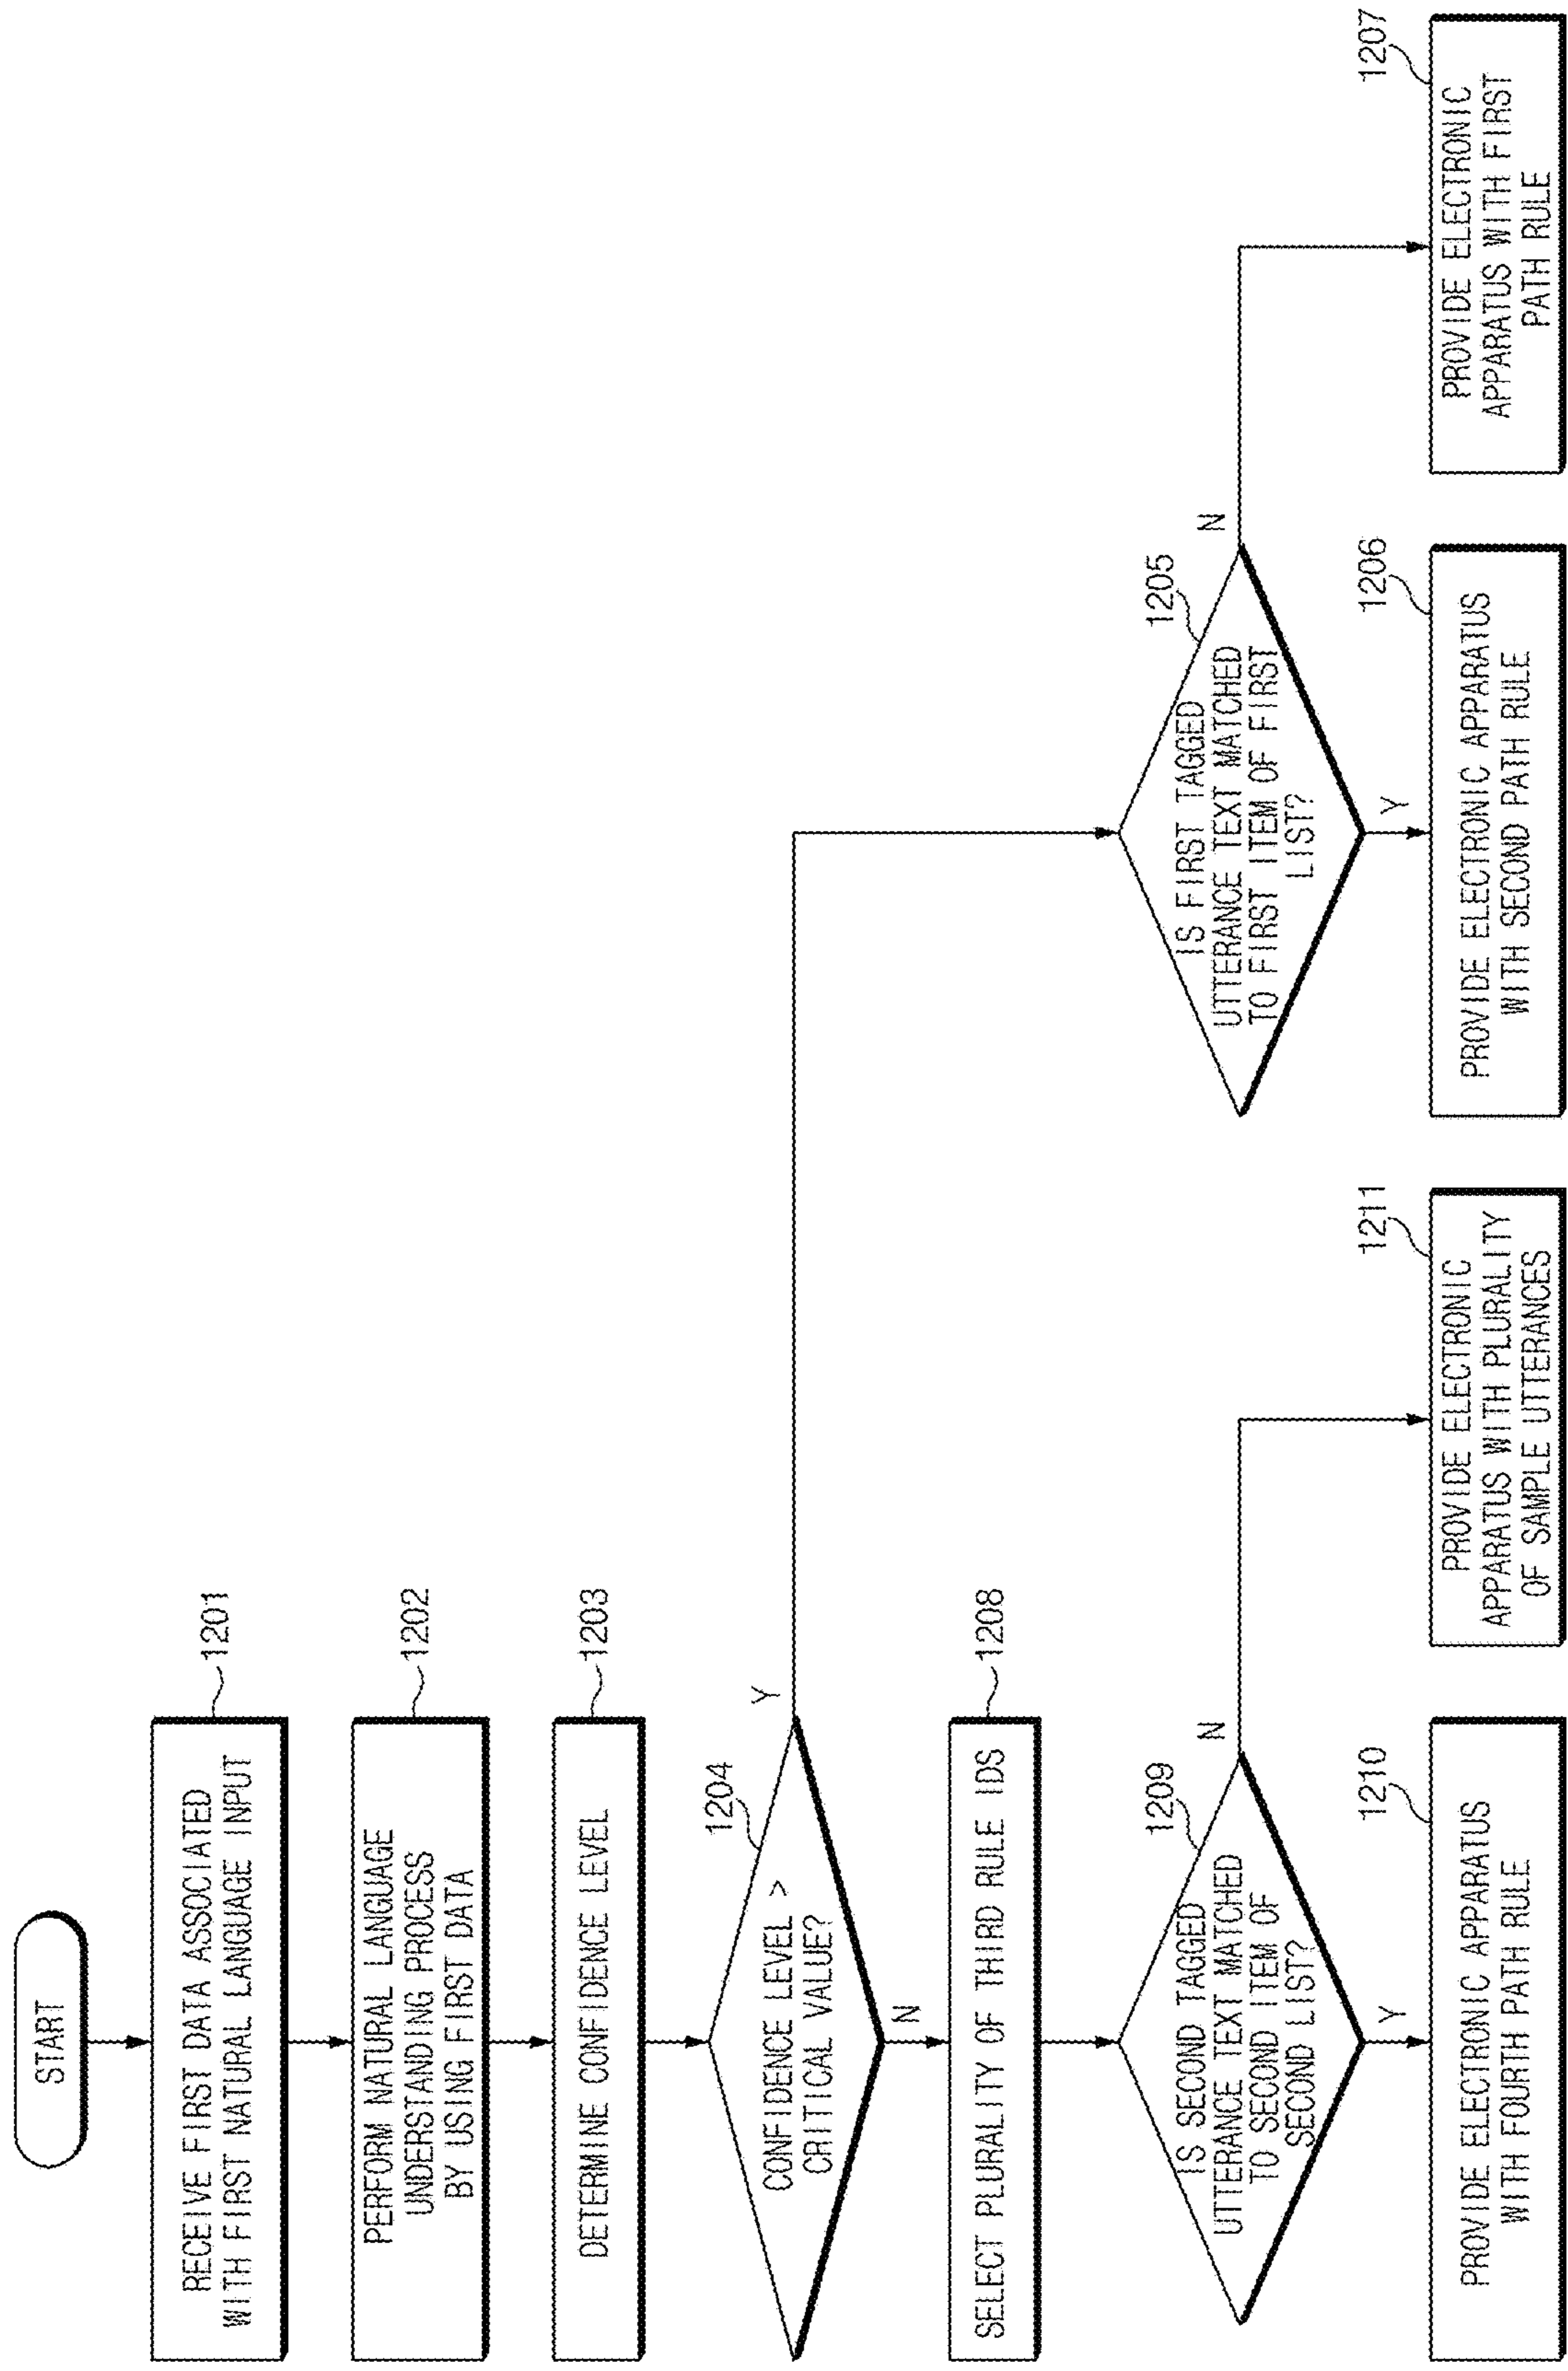 START
RECEIVE FIRST DATA ASSOCIATED
WITH FIRST NATURAL LANGUAGE INPUT
1201
PERFORM NATURAL LANGUAGE
UNDERSTANDING PROCESS
BY USING FIRST DATA
1202
DETERMINE CONFIDENCE LEVEL
1203
1204
CONFIDENCE LEVEL >
CRITICAL VALUE?
Y
N
SELECT PLURALITY OF THIRD RULE IDS
1208
1209
IS SECOND TAGGED
UTTERANCE TEXT MATCHED
TO SECOND ITEM OF
SECOND LIST?
N
Y
1205
IS FIRST TAGGED
UTTERANCE TEXT MATCHED
TO FIRST ITEM OF FIRST
LIST?
N
Y
1210
PROVIDE ELECTRONIC APPARATUS
WITH FOURTH PATH RULE
1211
PROVIDE ELECTRONIC
APPARATUS WITH PLURALITY
OF SAMPLE UTTERANCES
1206
PROVIDE ELECTRONIC APPARATUS
WITH SECOND PATH RULE
1207
PROVIDE ELECTRONIC
APPARATUS WITH FIRST
PATH RULE